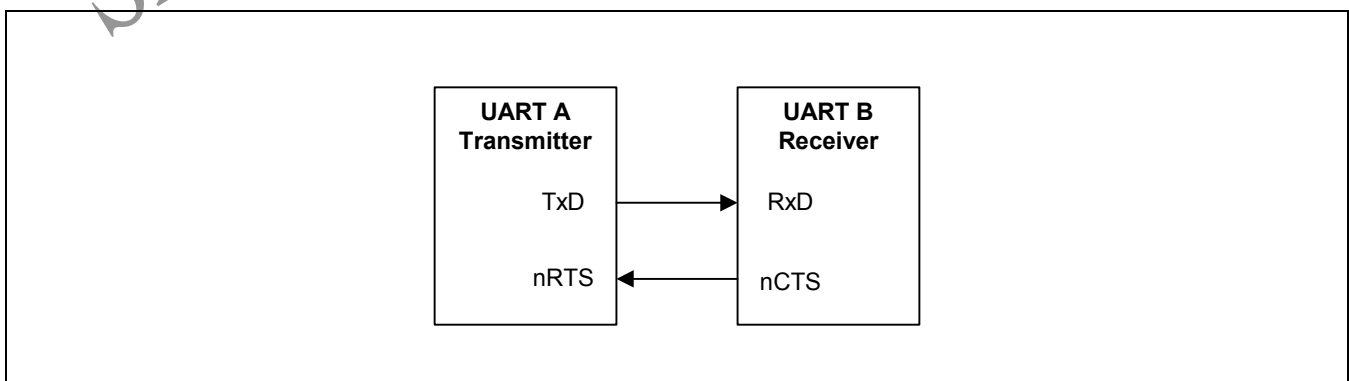 UART A
Transmitter
UART B
Receiver
TxD
RxD
nRTS
nCTS